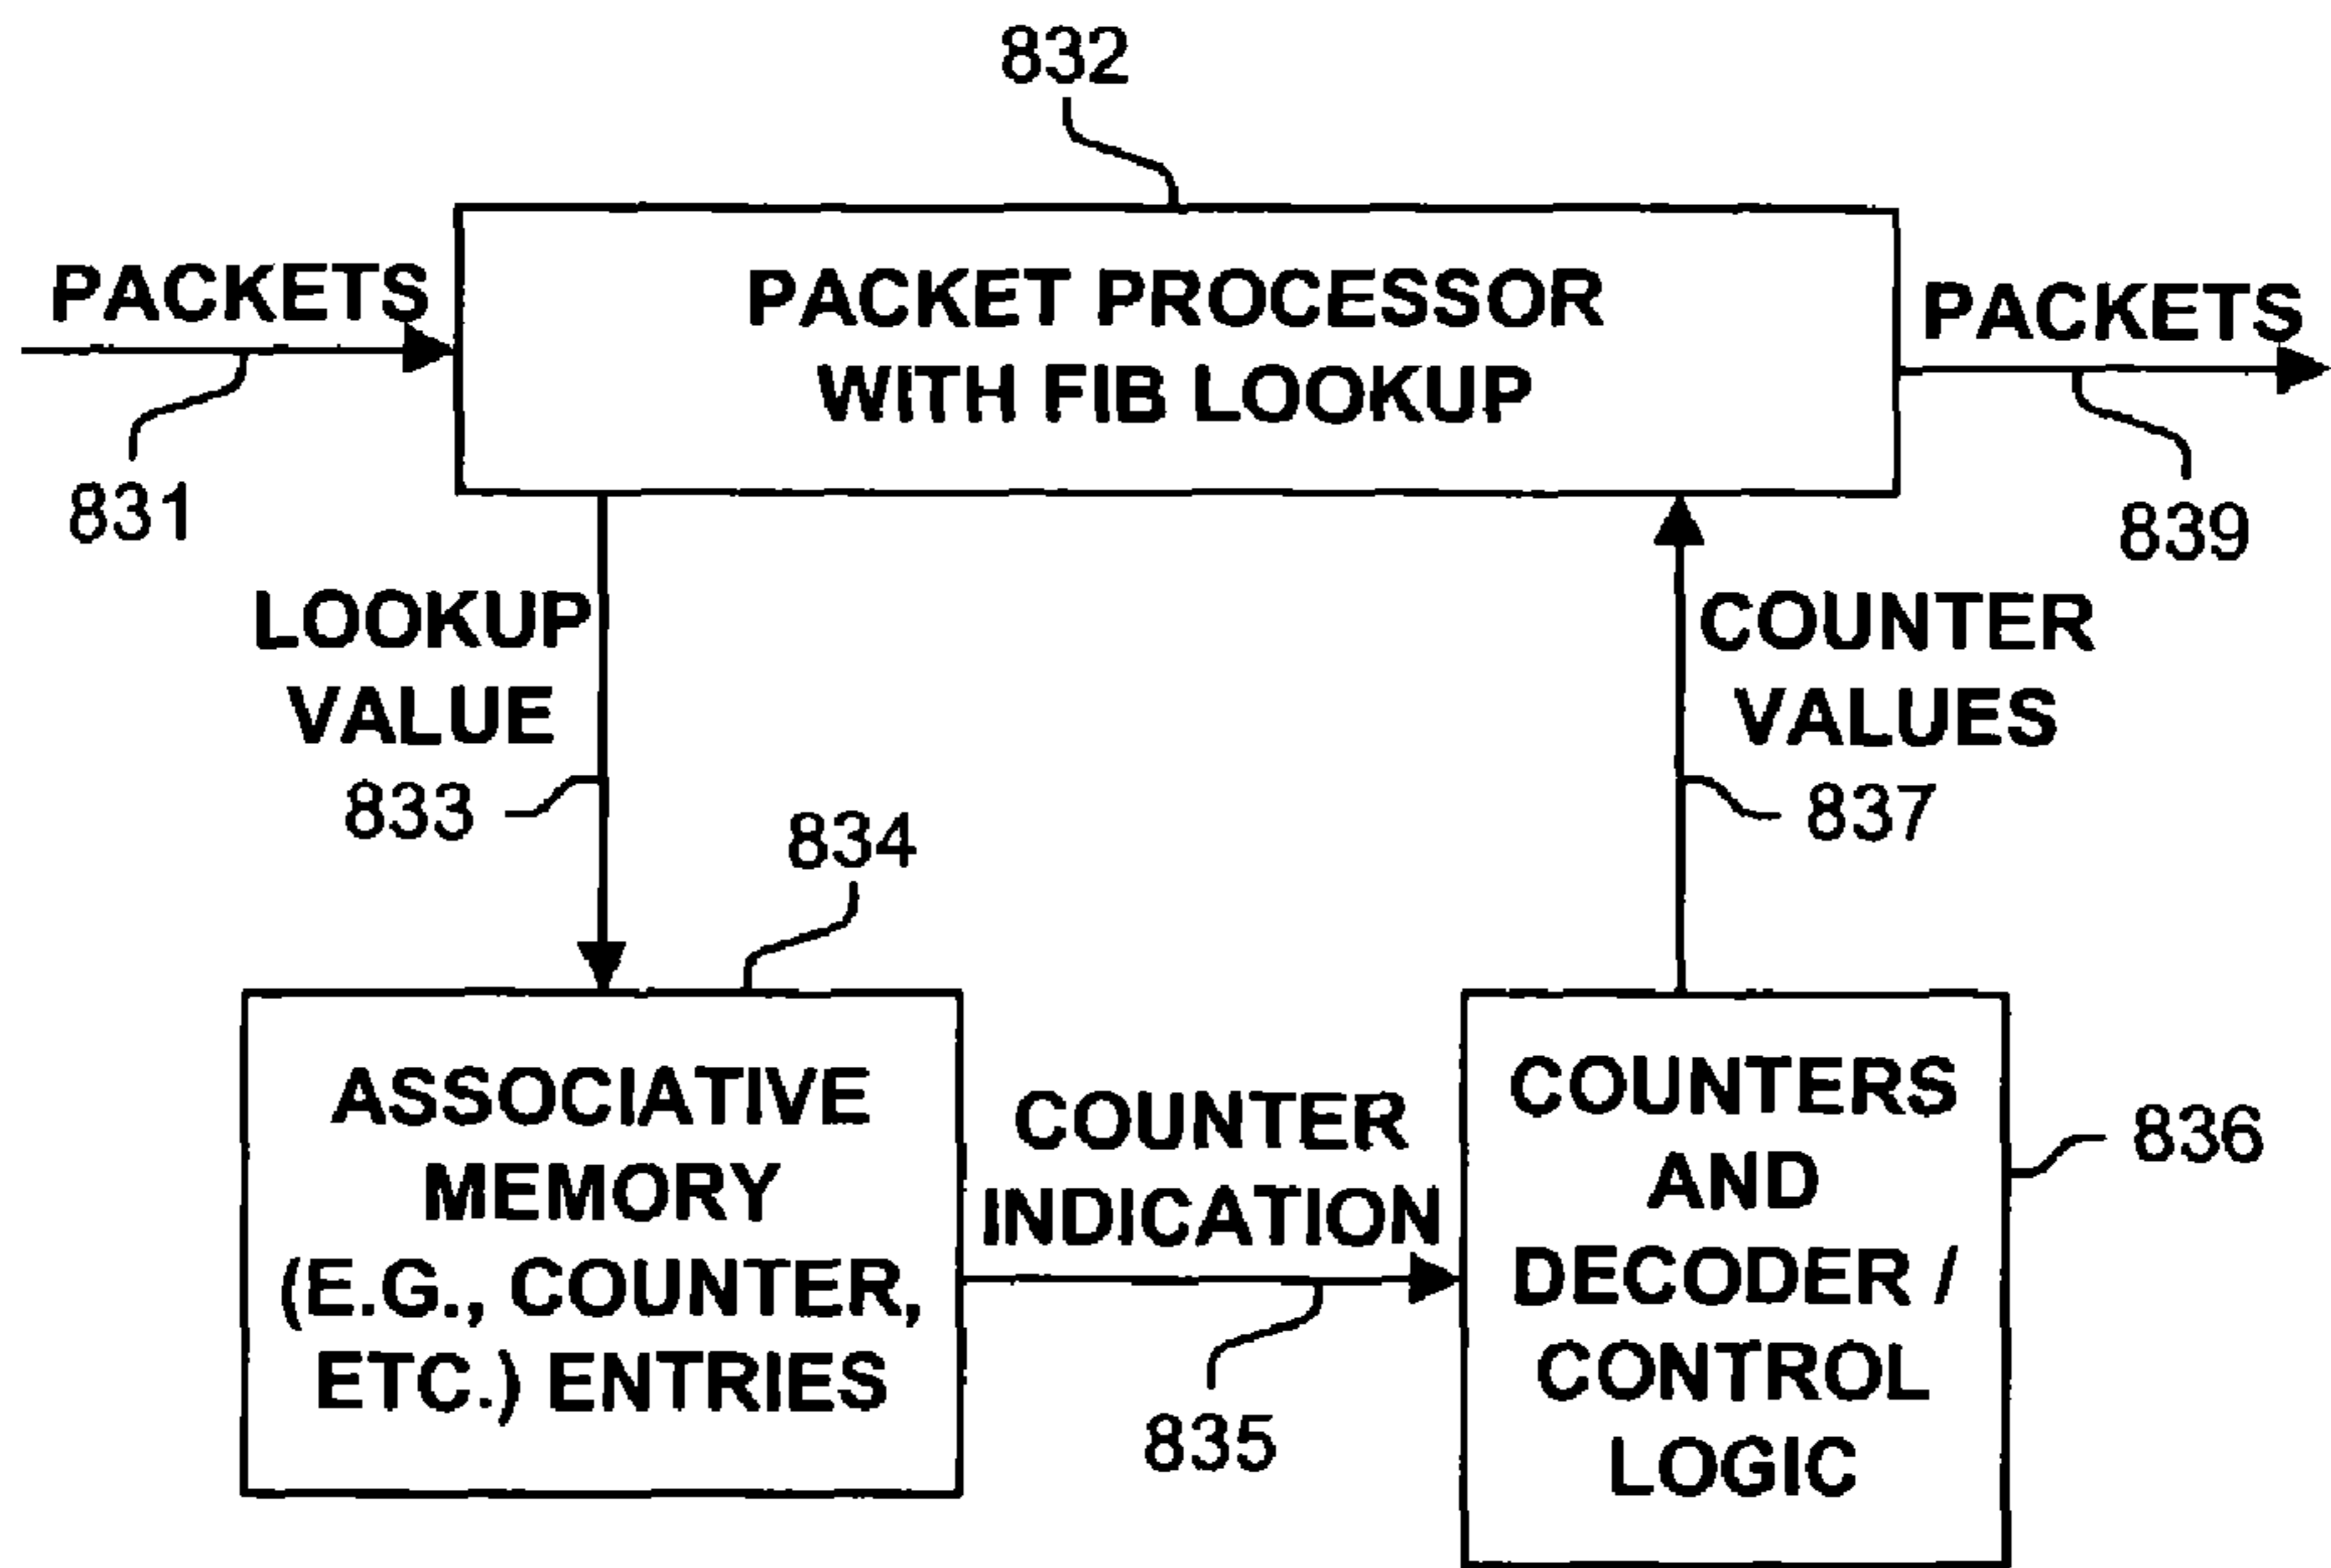 832
PACKETS
PACKET PROCESSOR
WITH FIB LOOKUP
PACKETS
831
839
LOOKUP
VALUE
833
COUNTER
VALUES
837
834
ASSOCIATIVE
MEMORY
(E.G., COUNTER,
ETC.) ENTRIES
COUNTER
INDICATION
835
COUNTERS
AND
DECODER /
CONTROL
LOGIC
836